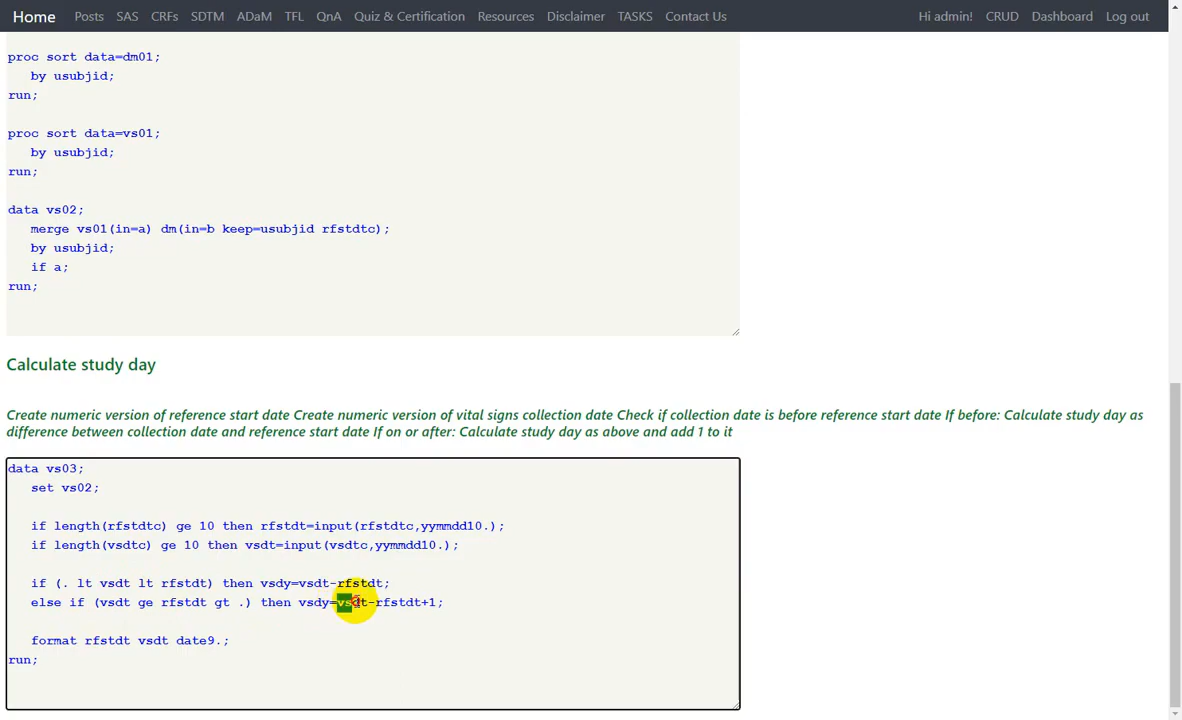 Home Posts SAS CRFs SDTM ADaM TFL QnA Quiz & Certification Resources Disclaimer TASKS Contact Us Hi admin! CRUD Dashboard Log out
proc sort data=dm01;
by usubjid;
run;
proc sort data=vs01;
by usubjid;
run;
data vs02;
merge vs01(in=a) dm(in=b keep=usubjid rfstdtc);
by usubjid;
if a;
run;
Calculate study day
Create numeric version of reference start date Create numeric version of vital signs collection date Check if collection date is before reference start date If before: Calculate study day as
difference between collection date and reference start date If on or after: Calculate study day as above and add 1 to it
data vs03;
set vs02;
if length(rfstdtc) ge 10 then rfstdt=input(rfstdtc,yymmdd10.);
if length(vsdtc) ge 10 then vsdt=input(vsdtc,yymmdd10.);
if (. lt vsdt lt rfstdt) then vsdy=vsdt-rfstdt;
else if (vsdt ge rfstdt gt .) then vsdy=vsdt-rfstdt+1;
format rfstdt vsdt date9.;
run;